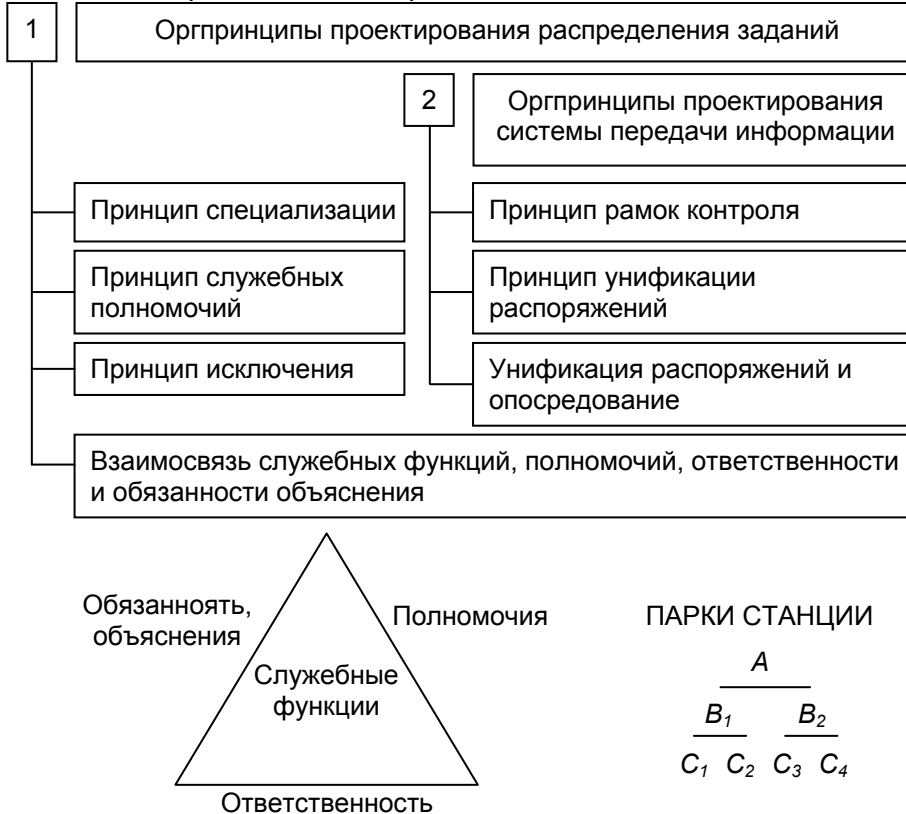 1
Оргпринципы проектирования распределения заданий
2
Оргпринципы проектирования
системы передачи информации
Принцип специализации
Принцип рамок контроля
Принцип служебных
полномочий
Принцип унификации
распоряжений
Принцип исключения
Унификация распоряжений и
опосредование
Взаимосвязь служебных функций, полномочий, ответственности
и обязанности объяснения
Обязанноять,
объяснения
Полномочия
Служебные
функции
Ответственность
ПАРКИ СТАНЦИИ
A
B1 B2
C1 C2 C3 C4